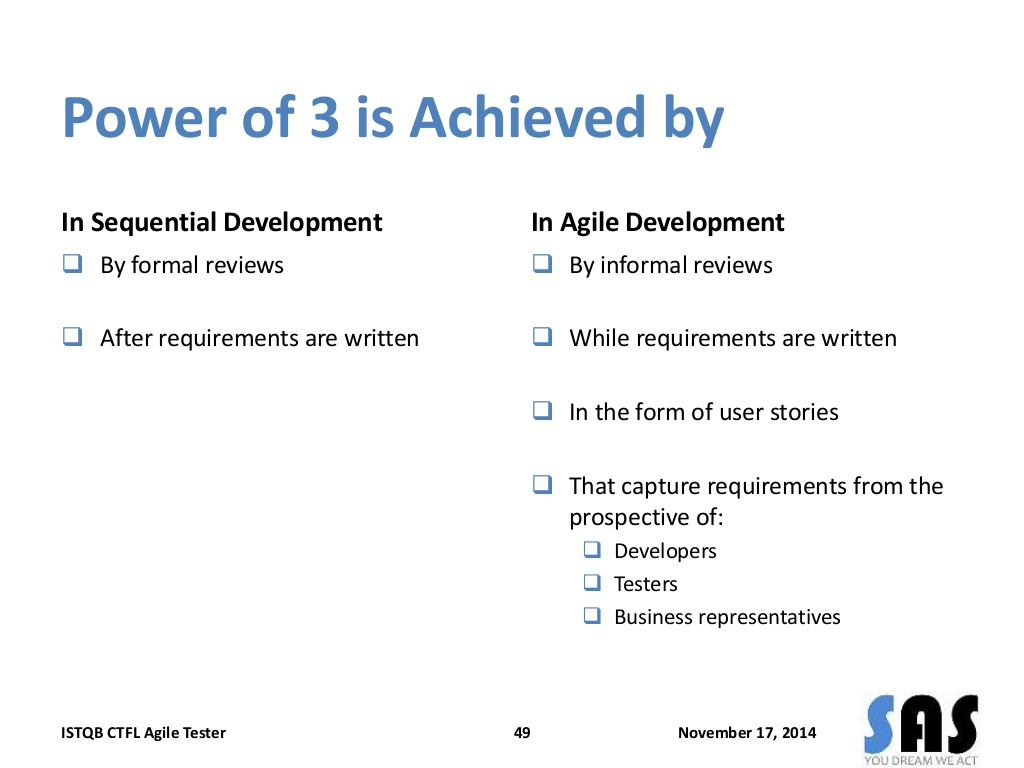 Power of 3 is Achieved by
In Sequential Development
By formal reviews
After requirements are written
In Agile Development
By informal reviews
While requirements are written
In the form of user stories
That capture requirements from the
prospective of:
Developers
Testers
Business representatives
ISTQB CTFL Agile Tester
49
November 17, 2014
SAS
YOU DREAM WE ACT